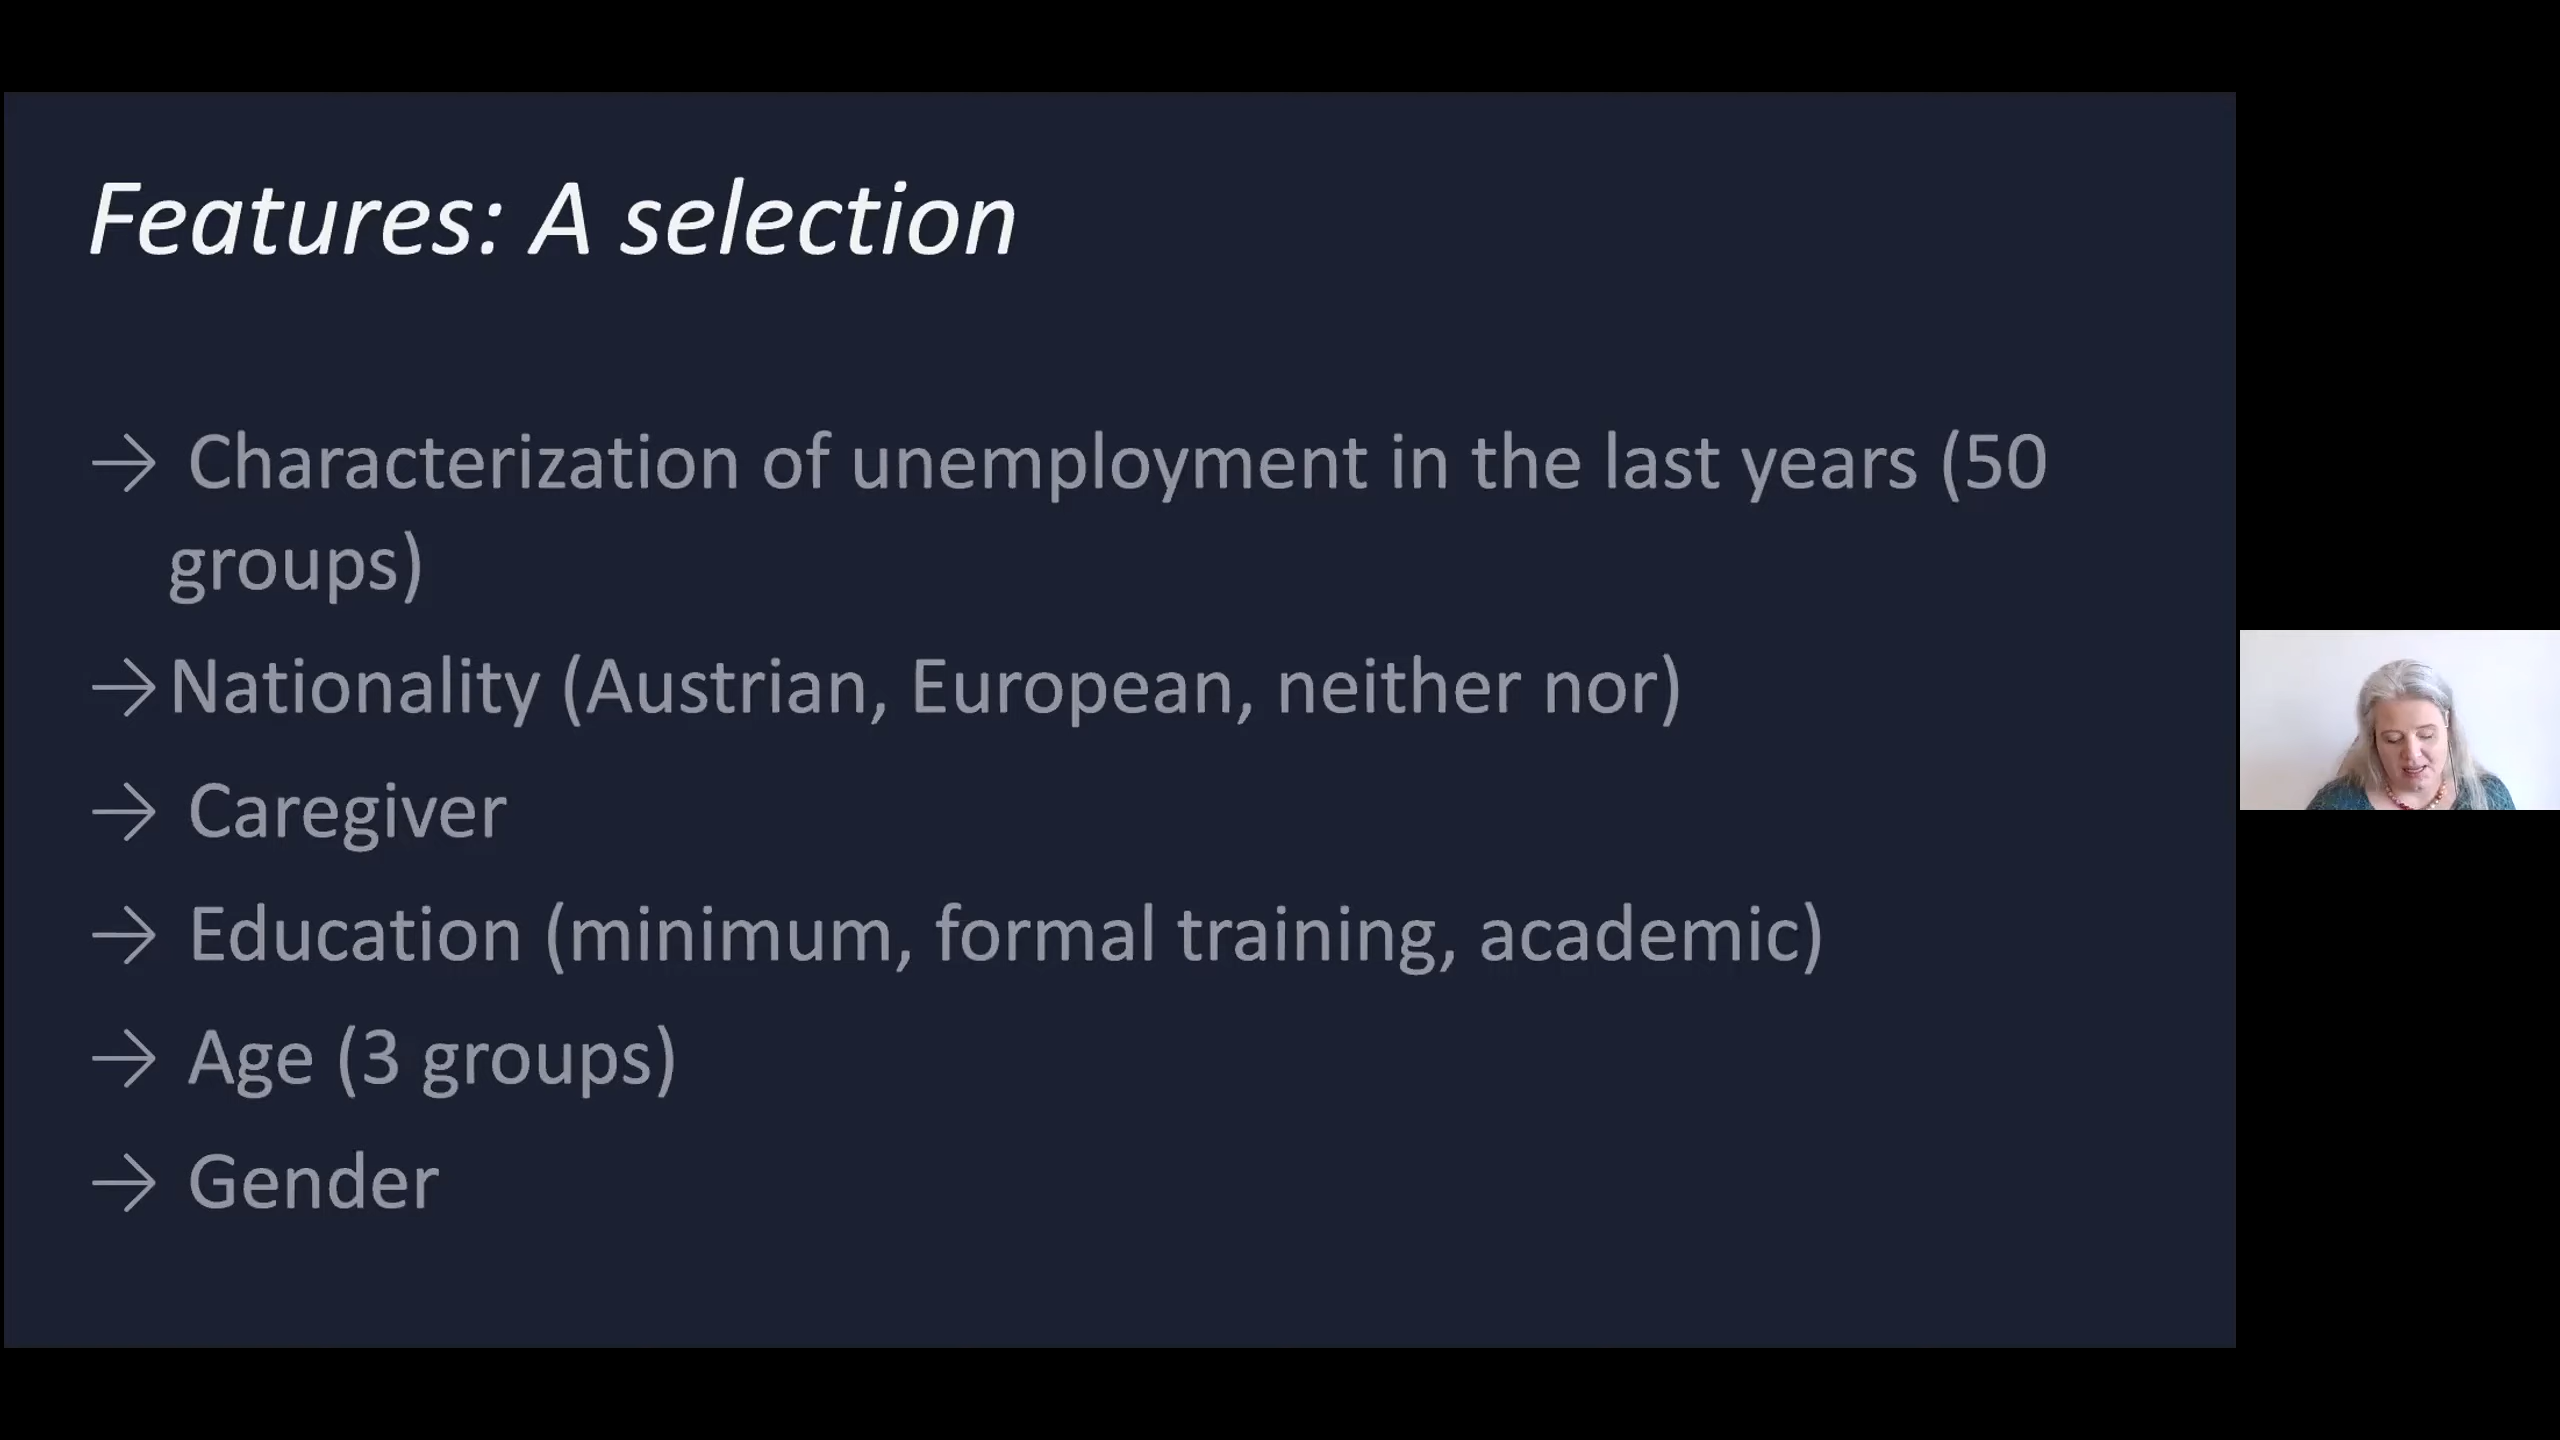 Features: A selection
→ Characterization of unemployment in the last years (50
groups)
→ Nationality (Austrian, European, neither nor)
→ Caregiver
→ Education (minimum, formal training, academic)
→ Age (3 groups)
→ Gender